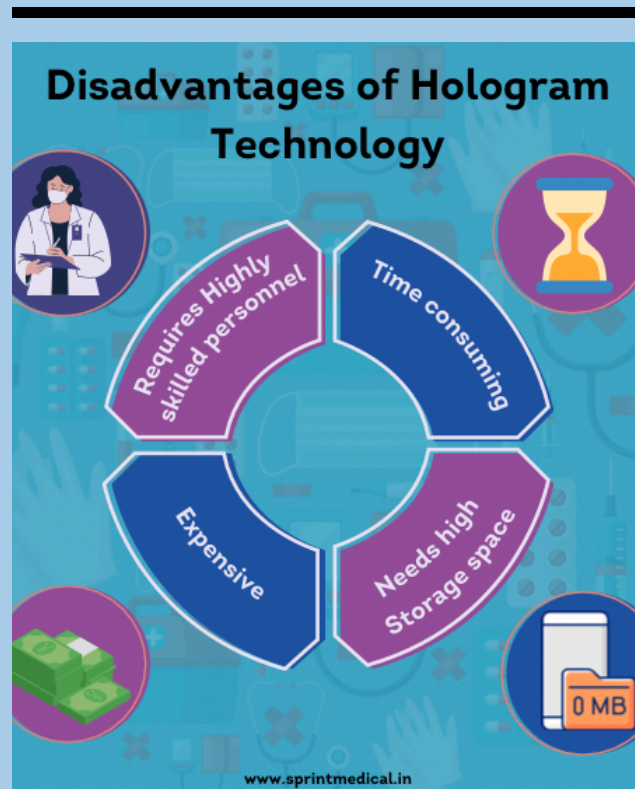 Disadvantages of Hologram
Technology
Requires Highly
skilled personnel
Time consuming
Expensive
Needs high
Storage space
0 MB
www.sprintmedical.in